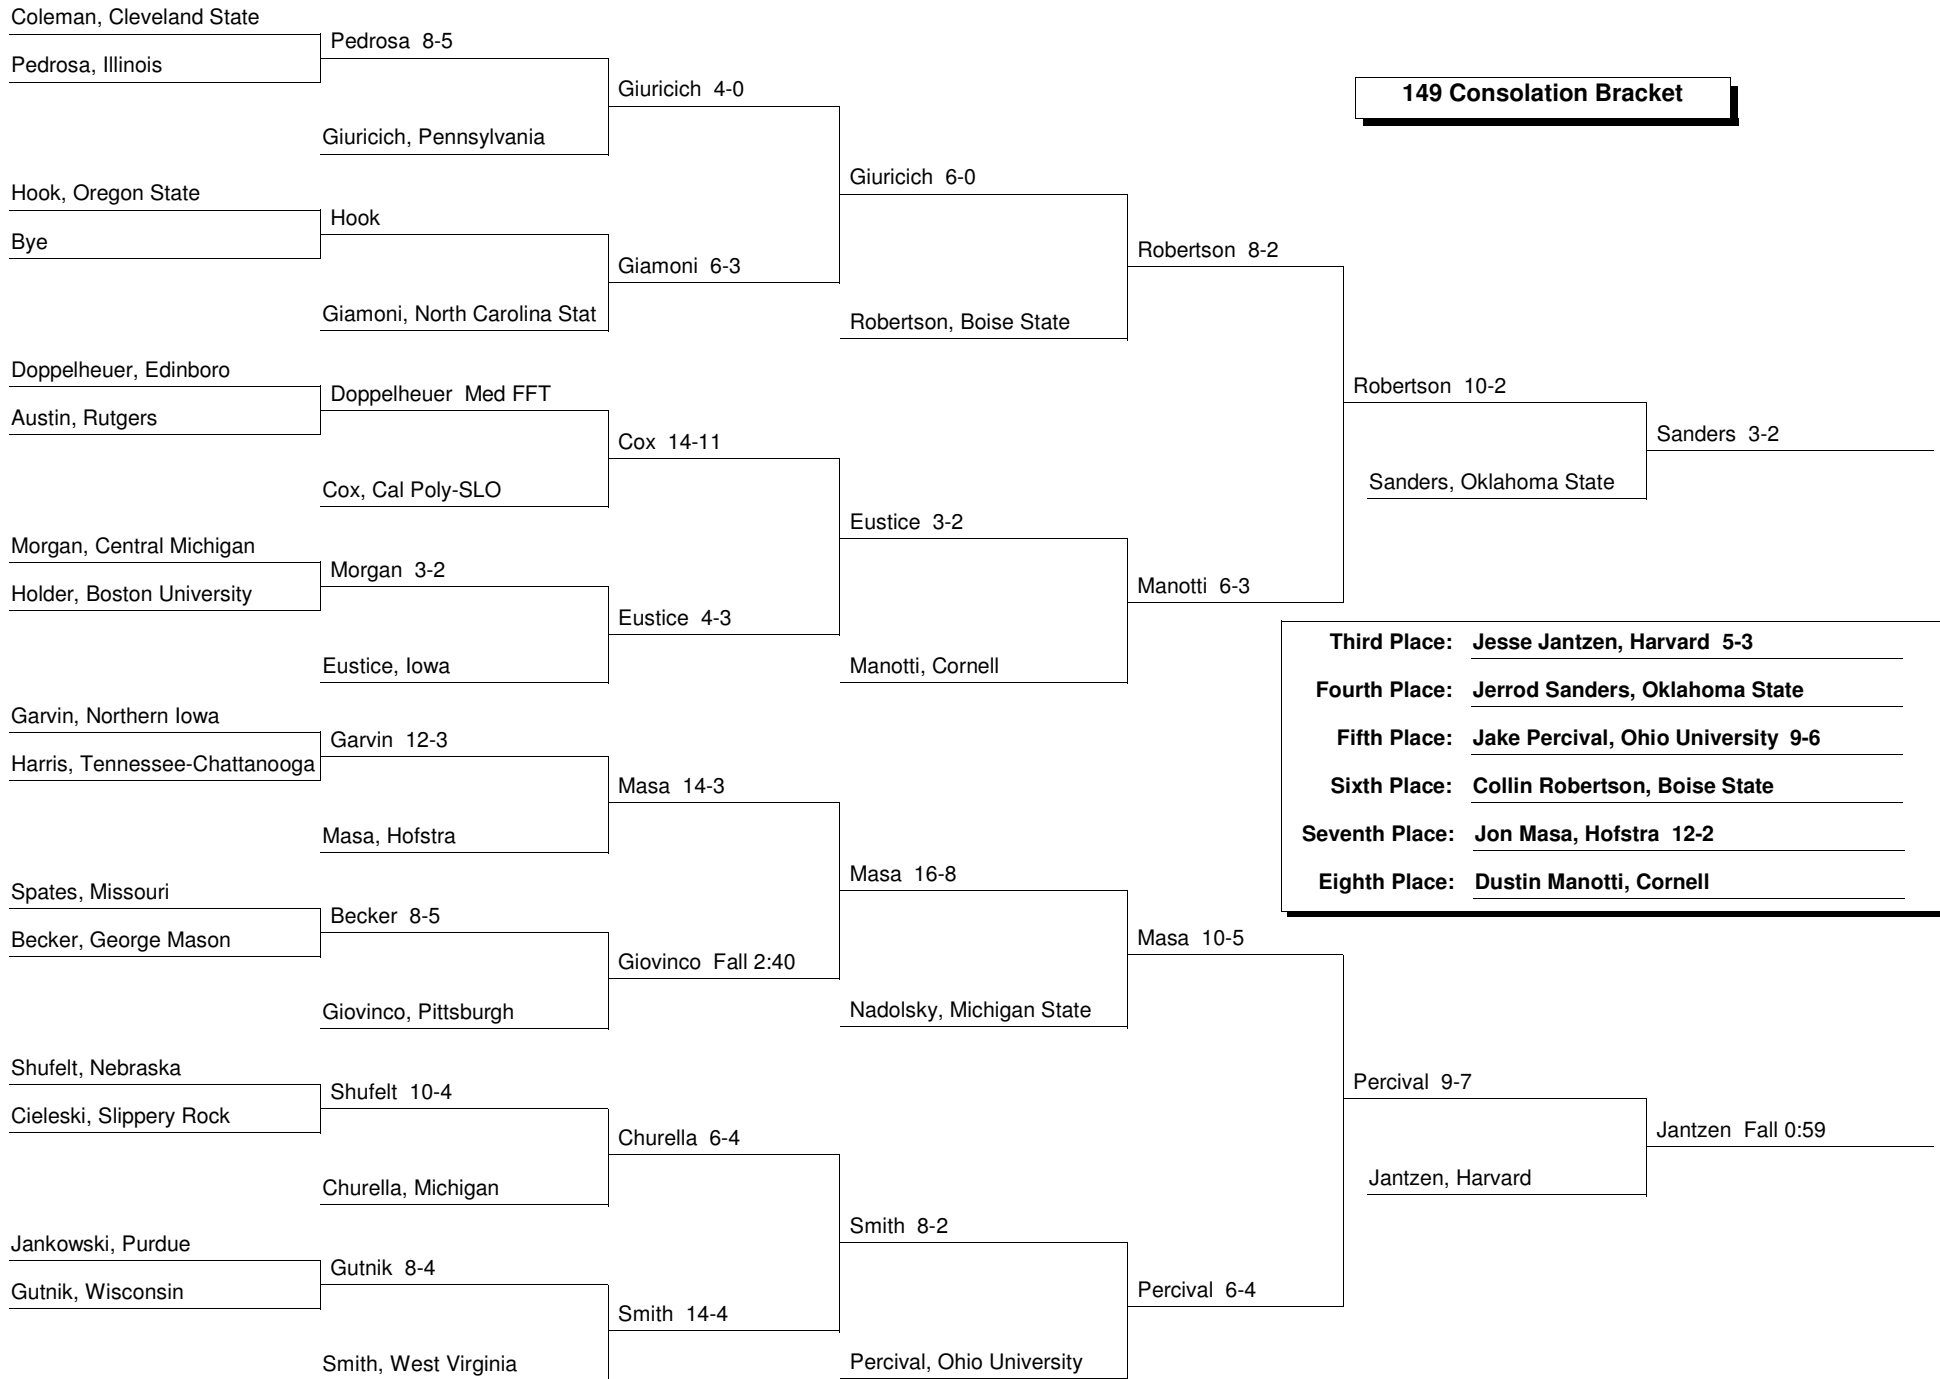 Coleman, Cleveland State
Pedrosa 8-5
Pedrosa, Illinois
Giuricich 4-0
149 Consolation Bracket
Giuricich, Pennsylvania
Giuricich 6-0
Hook, Oregon State
Hook
Bye
Robertson 8-2
Giamoni 6-3
Giamoni, North Carolina Stat
Robertson, Boise State
Doppelheuer, Edinboro
Doppelheuer Med FFT
Robertson 10-2
Austin, Rutgers
Cox 14-11
Sanders 3-2
Cox, Cal Poly-SLO
Sanders, Oklahoma State
Eustice 3-2
Morgan, Central Michigan
Morgan 3-2
Holder, Boston University
Manotti 6-3
Eustice 4-3
Eustice, Iowa
Manotti, Cornell
Third Place: Jesse Jantzen, Harvard 5-3
Fourth Place: Jerrod Sanders, Oklahoma State
Fifth Place: Jake Percival, Ohio University 9-6
Sixth Place: Collin Robertson, Boise State
Seventh Place: Jon Masa, Hofstra 12-2
Eighth Place: Dustin Manotti, Cornell
Garvin, Northern Iowa
Garvin 12-3
Harris, Tennessee-Chattanooga
Masa 14-3
Masa, Hofstra
Masa 16-8
Spates, Missouri
Becker 8-5
Becker, George Mason
Masa 10-5
Giovinco Fall 2:40
Giovinco, Pittsburgh
Nadolsky, Michigan State
Shufelt, Nebraska
Shufelt 10-4
Percival 9-7
Cieleski, Slippery Rock
Churella 6-4
Jantzen Fall 0:59
Churella, Michigan
Jantzen, Harvard
Smith 8-2
Jankowski, Purdue
Gutnik 8-4
Gutnik, Wisconsin
Percival 6-4
Smith 14-4
Smith, West Virginia
Percival, Ohio University